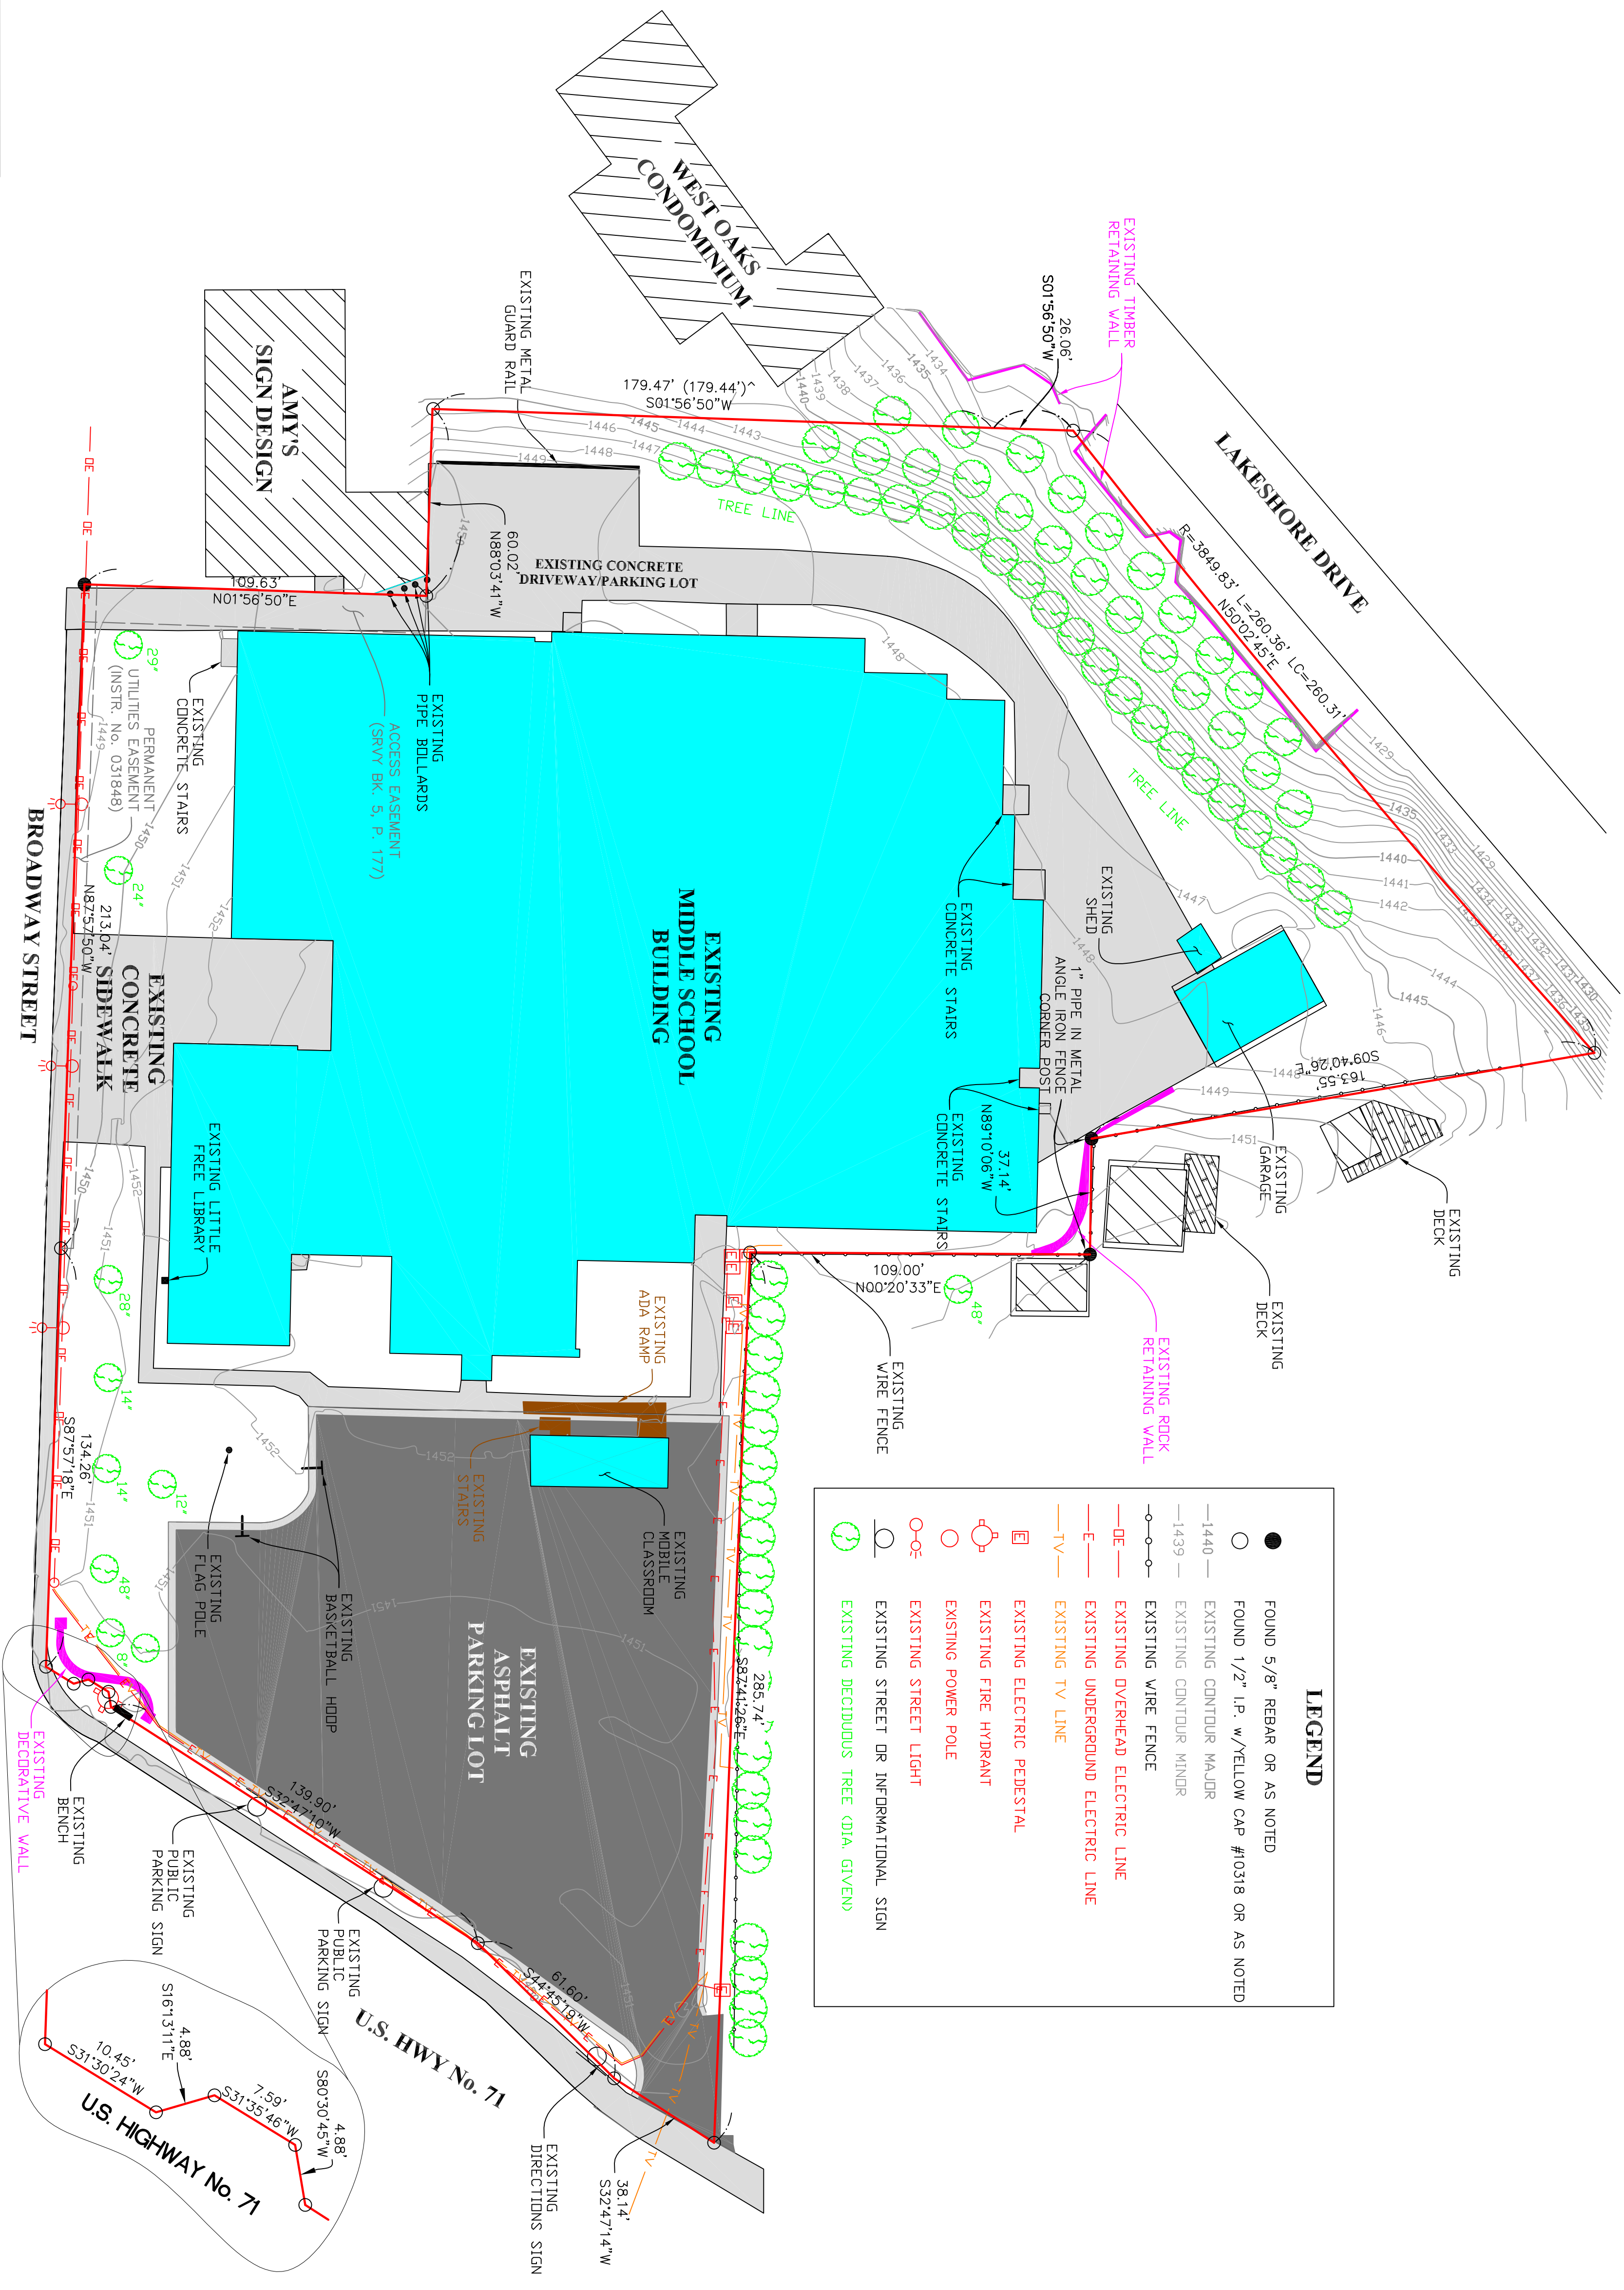 LEGEND
FOUND 5/8" REBAR OR AS NOTED
FOUND 1/2" I.P. w/YELLOW CAP #10318 OR AS NOTED
1440
EXISTING CONTOUR MAJOR
1439
EXISTING CONTOUR MINOR
EXISTING WIRE FENCE
OE
EXISTING OVERHEAD ELECTRIC LINE
E
EXISTING UNDERGROUND ELECTRIC LINE
TV
EXISTING TV LINE
E
EXISTING ELECTRIC PEDESTAL
EXISTING FIRE HYDRANT
EXISTING POWER POLE
EXISTING STREET LIGHT
EXISTING STREET OR INFORMATIONAL SIGN
EXISTING DECIDUOUS TREE (DIA. GIVEN)
LAKESHORE DRIVE
R=3849.83' L=260.36' LC=260.31'
N50°02'45"E
EXISTING TIMBER
RETAINING WALL
26.06'
S01°56'50"W
WEST OAKS
CONDOMINIUM
179.47' (179.44')^
S01°56'50"W
EXISTING METAL
GUARD RAIL
AMY'S
SIGN DESIGN
TREE LINE
TREE LINE
60.02'
N88°03'41"W
EXISTING CONCRETE
DRIVEWAY/PARKING LOT
109.63'
N01°56'50"E
EXISTING
PIPE BOLLARDS
ACCESS EASEMENT
(SRVY BK. 5, P. 177)
EXISTING
CONCRETE STAIRS
PERMANENT
UTILITIES EASEMENT
(INSTR. No. 031848)
29"
24"
213.04'
N87°57'50"W
BROADWAY STREET
EXISTING
CONCRETE
SIDEWALK
EXISTING
MIDDLE SCHOOL
BUILDING
EXISTING
CONCRETE STAIRS
EXISTING
SHED
1" PIPE IN METAL
ANGLE IRON FENCE
CORNER POST
EXISTING
CONCRETE STAIRS
37.14'
N89°10'06"W
163.55'
S09°40'26"E
EXISTING
GARAGE
EXISTING
DECK
EXISTING
DECK
EXISTING ROCK
RETAINING WALL
109.00'
N00°20'33"E
48"
EXISTING
WIRE FENCE
EXISTING LITTLE
FREE LIBRARY
EXISTING
ADA RAMP
EXISTING
STAIRS
EXISTING
MOBILE
CLASSROOM
EXISTING
BASKETBALL HOOP
EXISTING
FLAG POLE
28"
14"
14"
12"
48"
8"
134.26'
S87°57'18"E
EXISTING
ASPHALT
PARKING LOT
285.74'
S87°41'26"E
139.90'
S32°47'10"W
61.60'
S44°45'19"W
38.14'
S32°47'14"W
EXISTING
DECORATIVE WALL
EXISTING
BENCH
EXISTING
PUBLIC
PARKING SIGN
EXISTING
PUBLIC
PARKING SIGN
EXISTING
DIRECTIONS SIGN
U.S. HWY No. 71
10.45'
S31°30'24"W
4.88'
S16°13'11"E
7.59'
S31°35'46"W
4.88'
S80°30'45"W
U.S. HIGHWAY No. 71